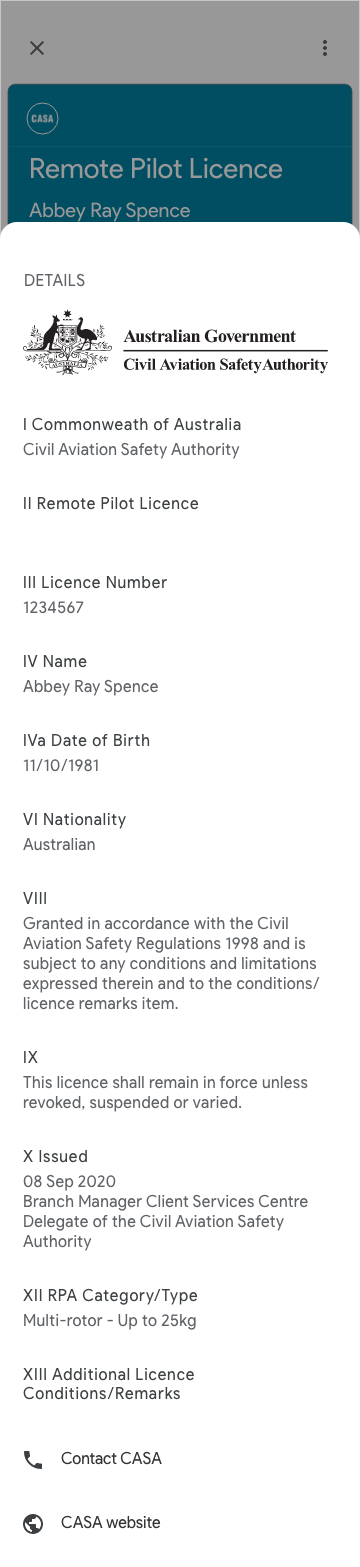 CASA
Remote Pilot Licence
Abbey Ray Spence
DETAILS
Australian Government
Civil Aviation Safety Authority
I Commonweath of Australia
Civil Aviation Safety Authority
II Remote Pilot Licence
III Licence Number
1234567
IV Name
Abbey Ray Spence
IVa Date of Birth
11/10/1981
VI Nationality
Australian
VIII
Granted in accordance with the Civil
Aviation Safety Regulations 1998 and is
subject to any conditions and limitations
expressed therein and to the conditions/
licence remarks item.
IX
This licence shall remain in force unless
revoked, suspended or varied.
X Issued
08 Sep 2020
Branch Manager Client Services Centre
Delegate of the Civil Aviation Safety
Authority
XII RPA Category/Type
Multi-rotor - Up to 25kg
XIII Additional Licence
Conditions/Remarks
Contact CASA
CASA website